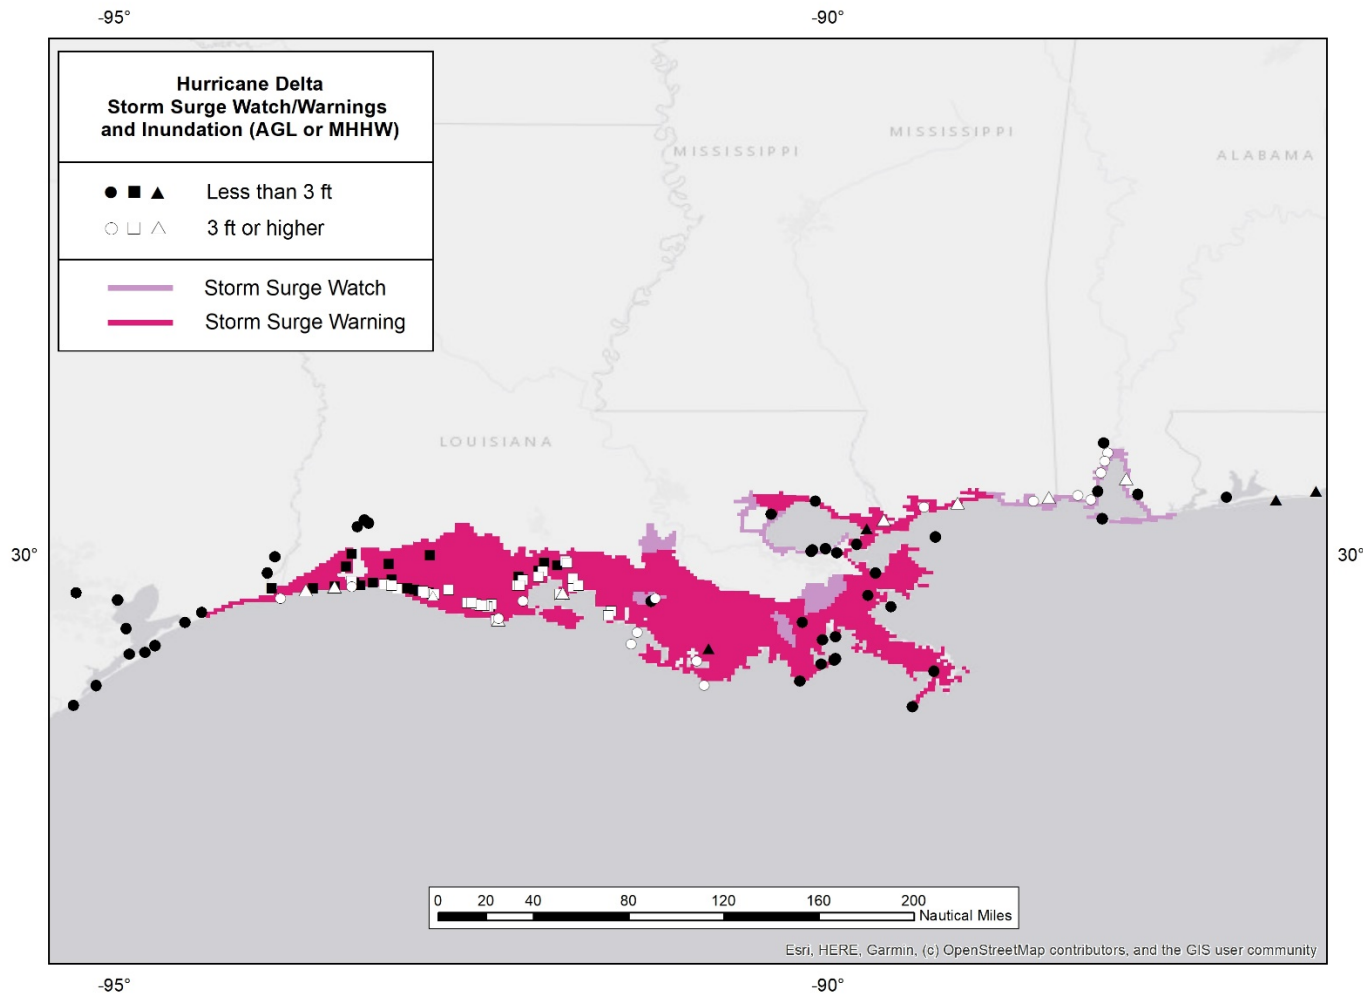 -95°
-90°
Hurricane Delta
Storm Surge Watch/Warnings
and Inundation (AGL or MHHW)
Less than 3 ft
3 ft or higher
Storm Surge Watch
Storm Surge Warning
MISSISSIPPI
MISSISSIPPI
ALABAMA
LOUISIANA
30°
30°
0 20 40 80 120 160 200
Nautical Miles
Esri, HERE, Garmin, (c) OpenStreetMap contributors, and the GIS user community
-95°
-90°